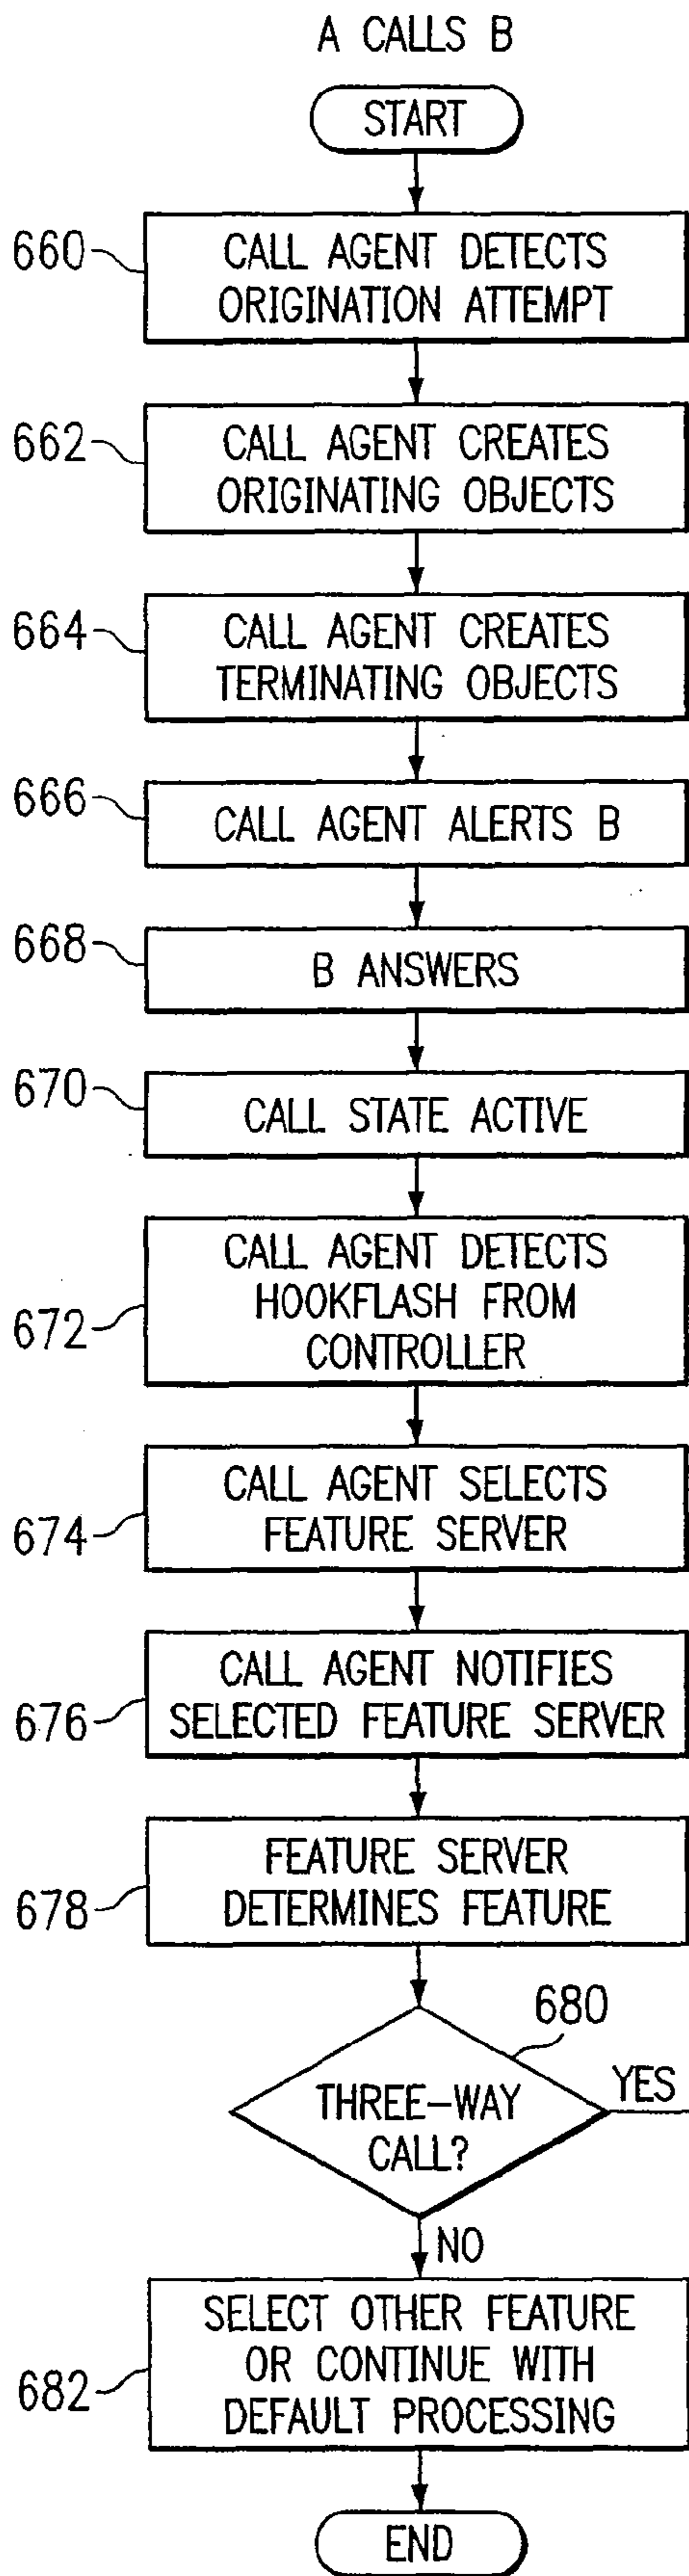 A CALLS B
START
660
CALL AGENT DETECTS
ORIGINATION ATTEMPT
662
CALL AGENT CREATES
ORIGINATING OBJECTS
664
CALL AGENT CREATES
TERMINATING OBJECTS
666
CALL AGENT ALERTS B
668
B ANSWERS
670
CALL STATE ACTIVE
672
CALL AGENT DETECTS
HOOKFLASH FROM
CONTROLLER
674
CALL AGENT SELECTS
FEATURE SERVER
676
CALL AGENT NOTIFIES
SELECTED FEATURE SERVER
678
FEATURE SERVER
DETERMINES FEATURE
680
THREE-WAY
CALL?
YES
NO
682
SELECT OTHER FEATURE
OR CONTINUE WITH
DEFAULT PROCESSING
END